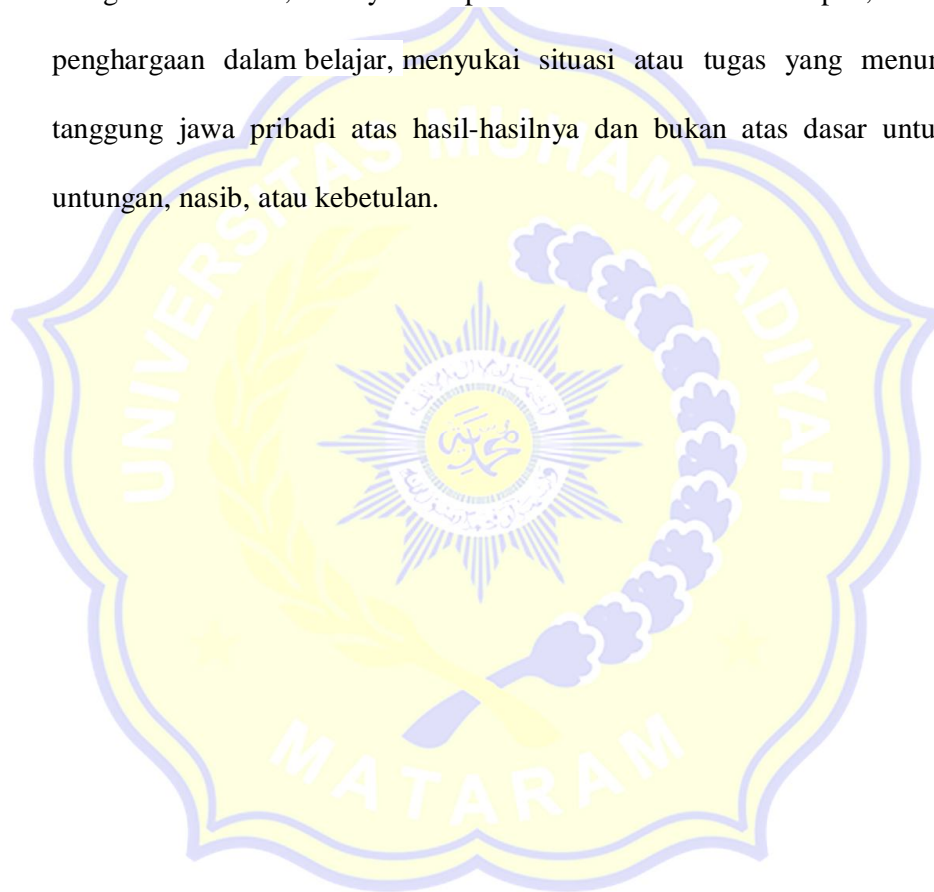 penghargaan dalam belajar, menyukai situasi atau tugas yang menun
tanggung jawa pribadi atas hasil-hasilnya dan bukan atas dasar untu
untungan, nasib, atau kebetulan.
UNIVERSITAS MUHAMMADIYAH
MATARAM